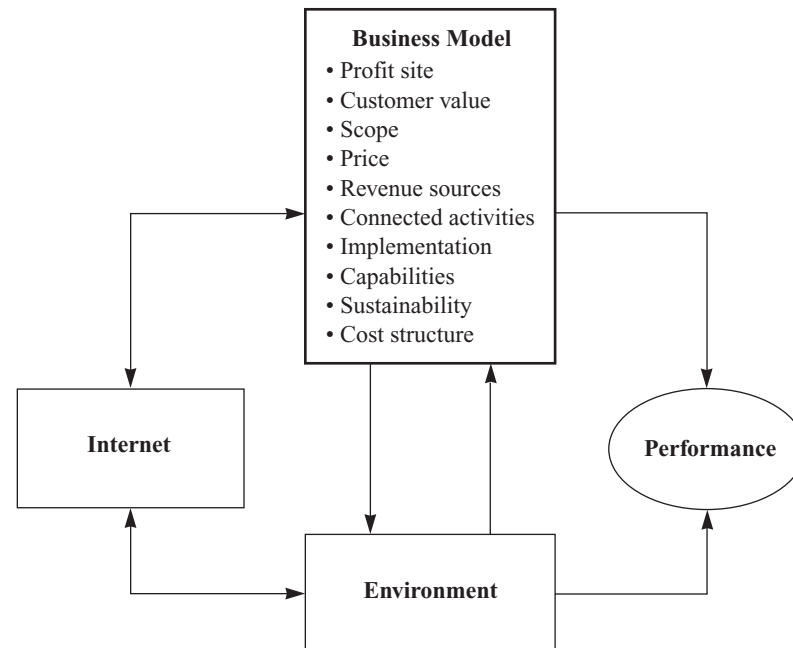 Business Model
• Profit site
• Customer value
• Scope
• Price
• Revenue sources
• Connected activities
• Implementation
• Capabilities
• Sustainability
• Cost structure
Internet
Performance
Environment